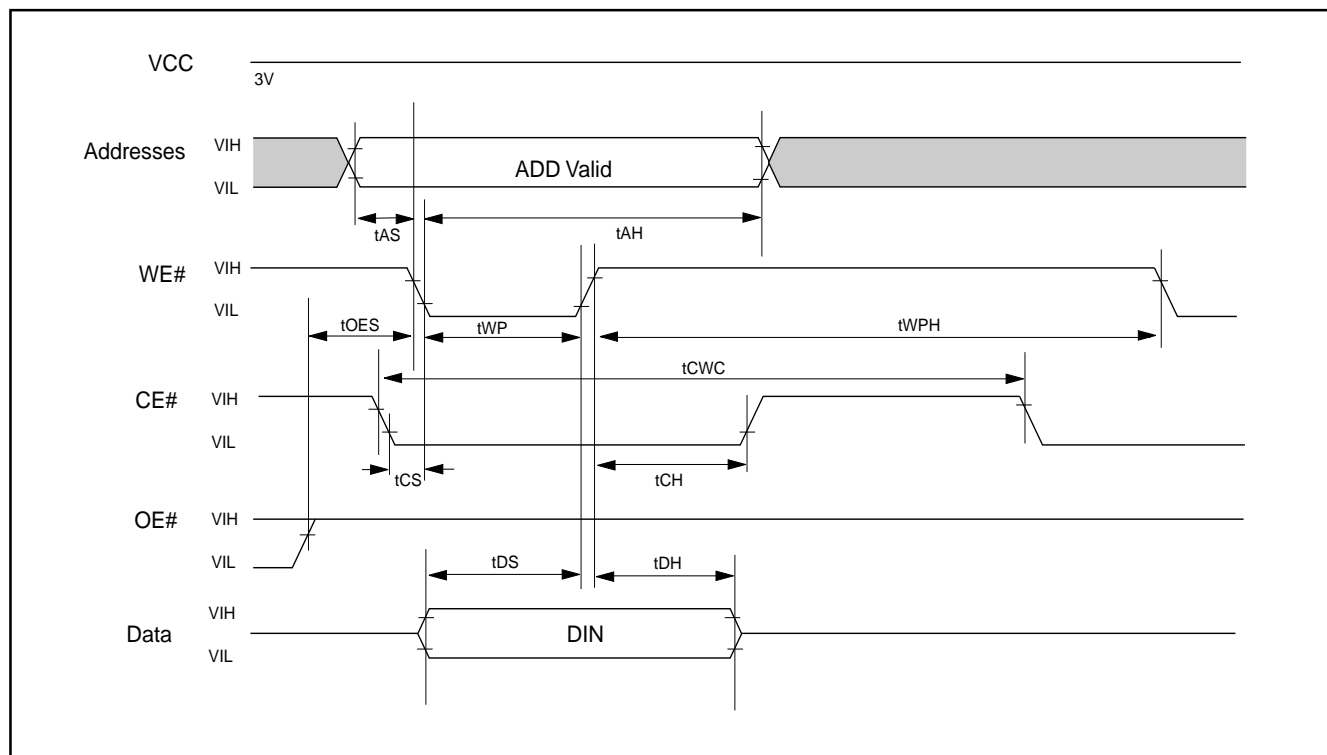 VCC
3V
Addresses
VIH
VIL
ADD Valid
tAS
tAH
WE#
VIH
VIL
tOES
tWP
tWPH
tCWC
CE#
VIH
VIL
tCS
tCH
OE#
VIH
VIL
tDS
tDH
VIH
Data
DIN
VIL